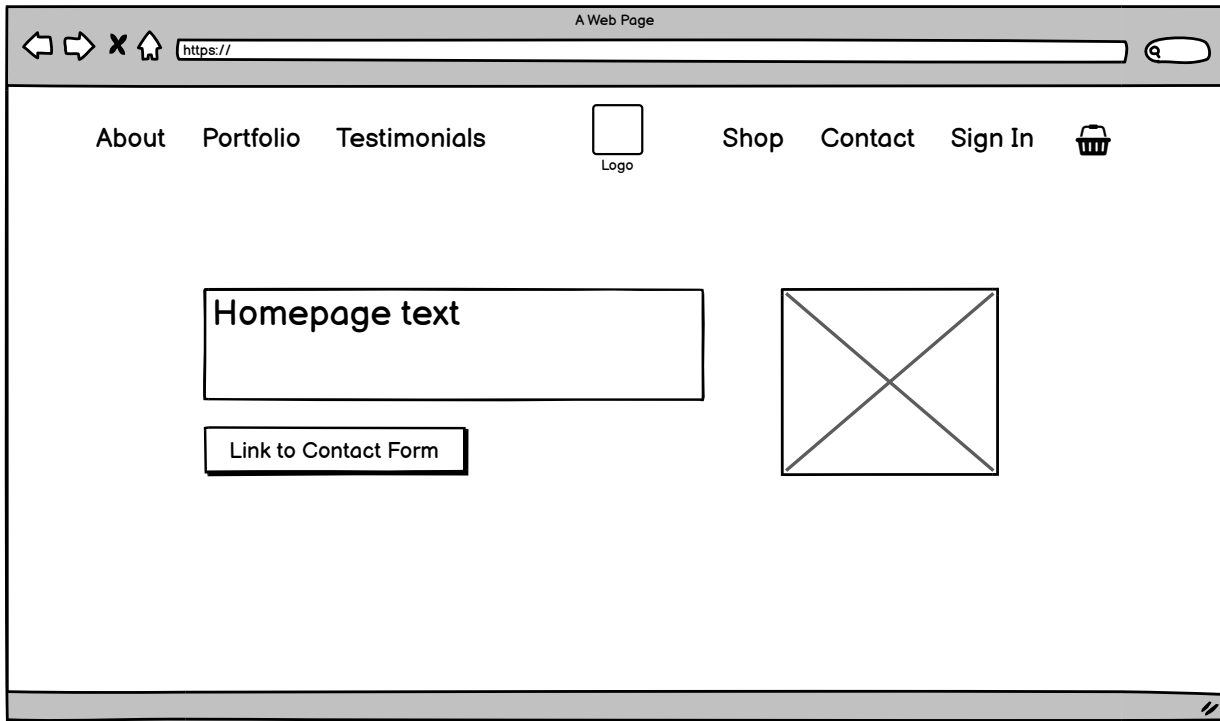 A Web Page
https://
About Portfolio Testimonials Shop Contact Sign In
Logo
Homepage text
Link to Contact Form